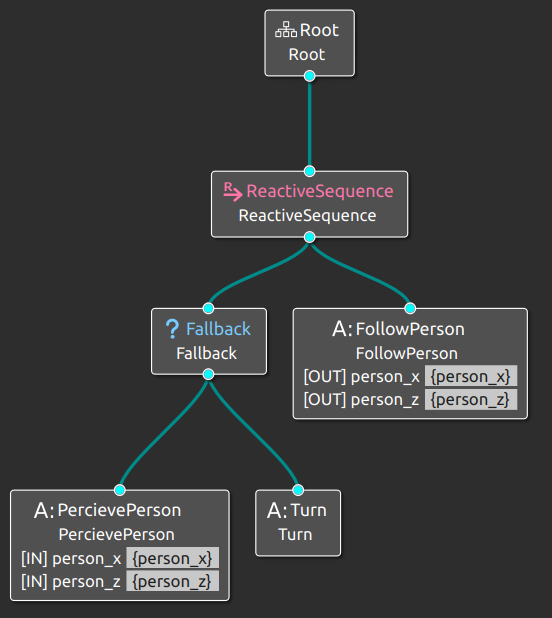 Root
Root
R ReactiveSequence
ReactiveSequence
? Fallback
Fallback
A: FollowPerson
FollowPerson
[OUT] person_x {person_x}
[OUT] person_z {person_z}
A: PercievePerson
PercievePerson
[IN] person_x {person_x}
[IN] person_z {person_z}
A: Turn
Turn